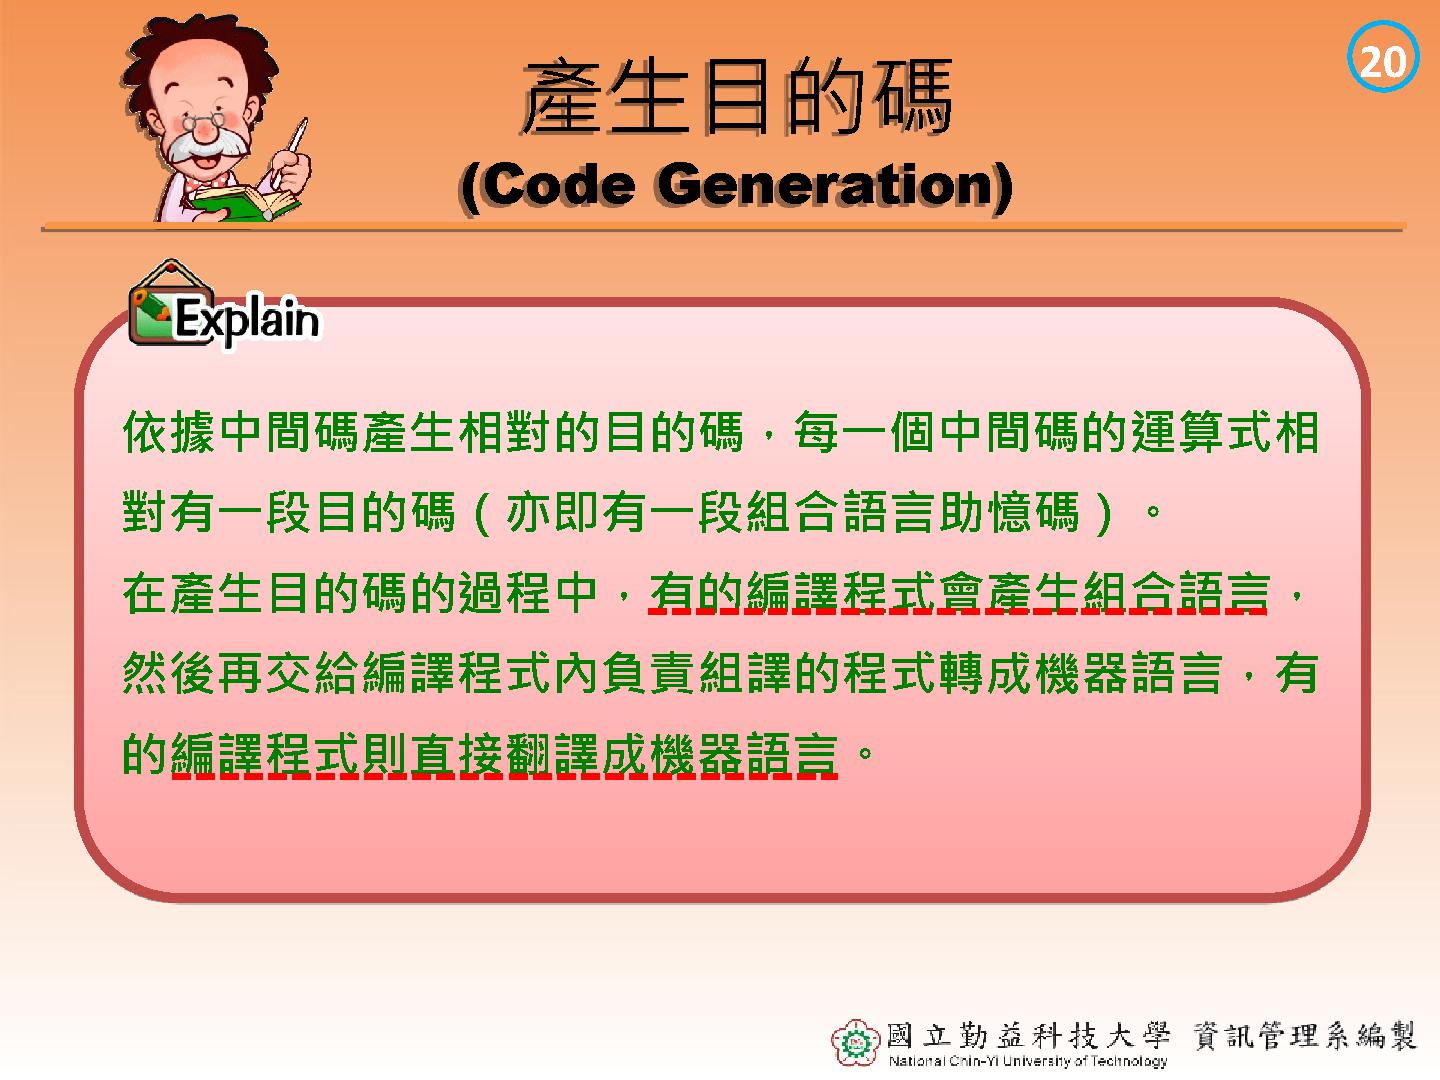 20
產生目的碼
(Code Generation)
Explain
依據中間碼產生相對的目的碼，每一個中間碼的運算式相
對有一段目的碼（亦即有一段組合語言助憶碼）。
在產生目的碼的過程中，有的編譯程式會產生組合語言，
然後再交給編譯程式內負責組譯的程式轉成機器語言，有
的編譯程式則直接翻譯成機器語言。
國立勤益科技大學 資訊管理系編製
National Chin-Yi University of Technology